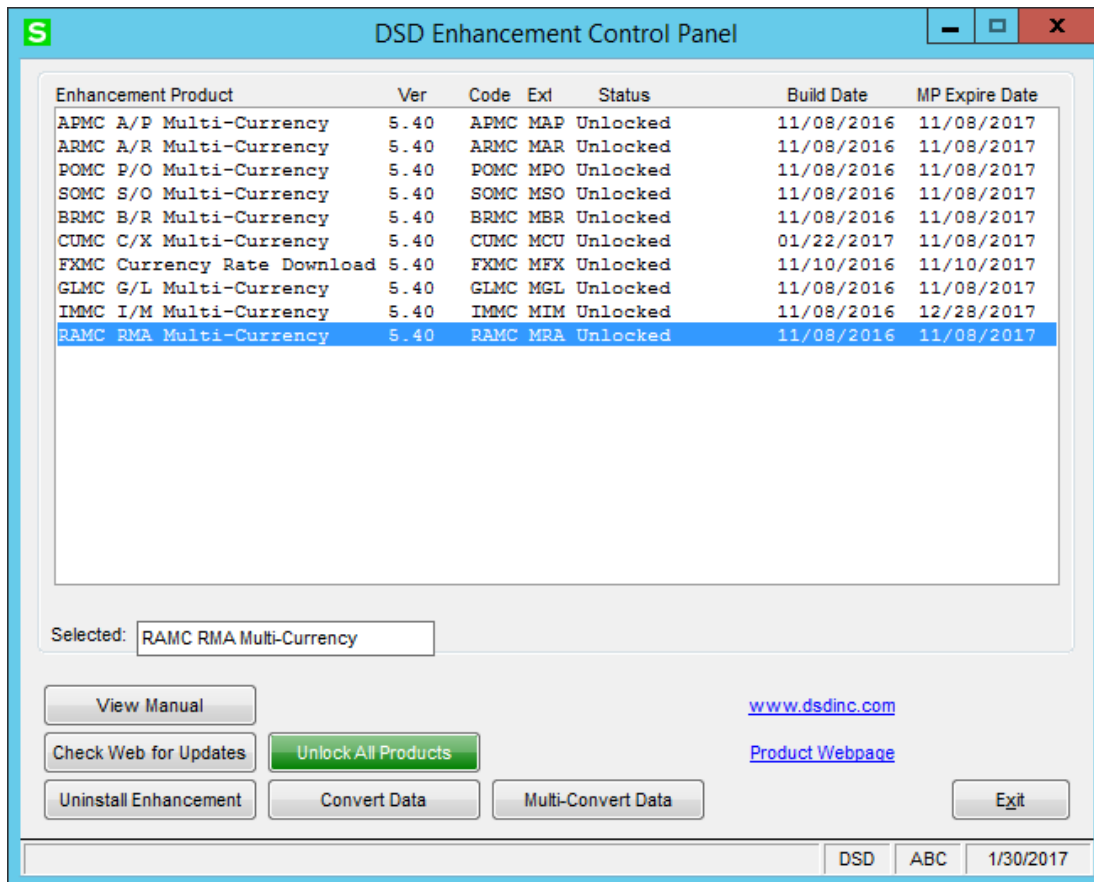 S DSD Enhancement Control Panel
Enhancement Product Ver Code Ext Status Build Date MP Expire Date
APMC A/P Multi-Currency 5.40 APMC MAP Unlocked 11/08/2016 11/08/2017
ARMC A/R Multi-Currency 5.40 ARMC MAR Unlocked 11/08/2016 11/08/2017
POMC P/O Multi-Currency 5.40 POMC MPO Unlocked 11/08/2016 11/08/2017
SOMC S/O Multi-Currency 5.40 SOMC MSO Unlocked 11/08/2016 11/08/2017
BRMC B/R Multi-Currency 5.40 BRMC MBR Unlocked 11/08/2016 11/08/2017
CUMC C/X Multi-Currency 5.40 CUMC MCU Unlocked 01/22/2017 11/08/2017
FXMC Currency Rate Download 5.40 FXMC MFX Unlocked 11/10/2016 11/10/2017
GLMC G/L Multi-Currency 5.40 GLMC MGL Unlocked 11/08/2016 11/08/2017
IMMC I/M Multi-Currency 5.40 IMMC MIM Unlocked 11/08/2016 12/28/2017
RAMC RMA Multi-Currency 5.40 RAMC MRA Unlocked 11/08/2016 11/08/2017
Selected: RAMC RMA Multi-Currency
View Manual www.dsdinc.com
Check Web for Updates Unlock All Products Product Webpage
Uninstall Enhancement Convert Data Multi-Convert Data Exit
DSD ABC 1/30/2017